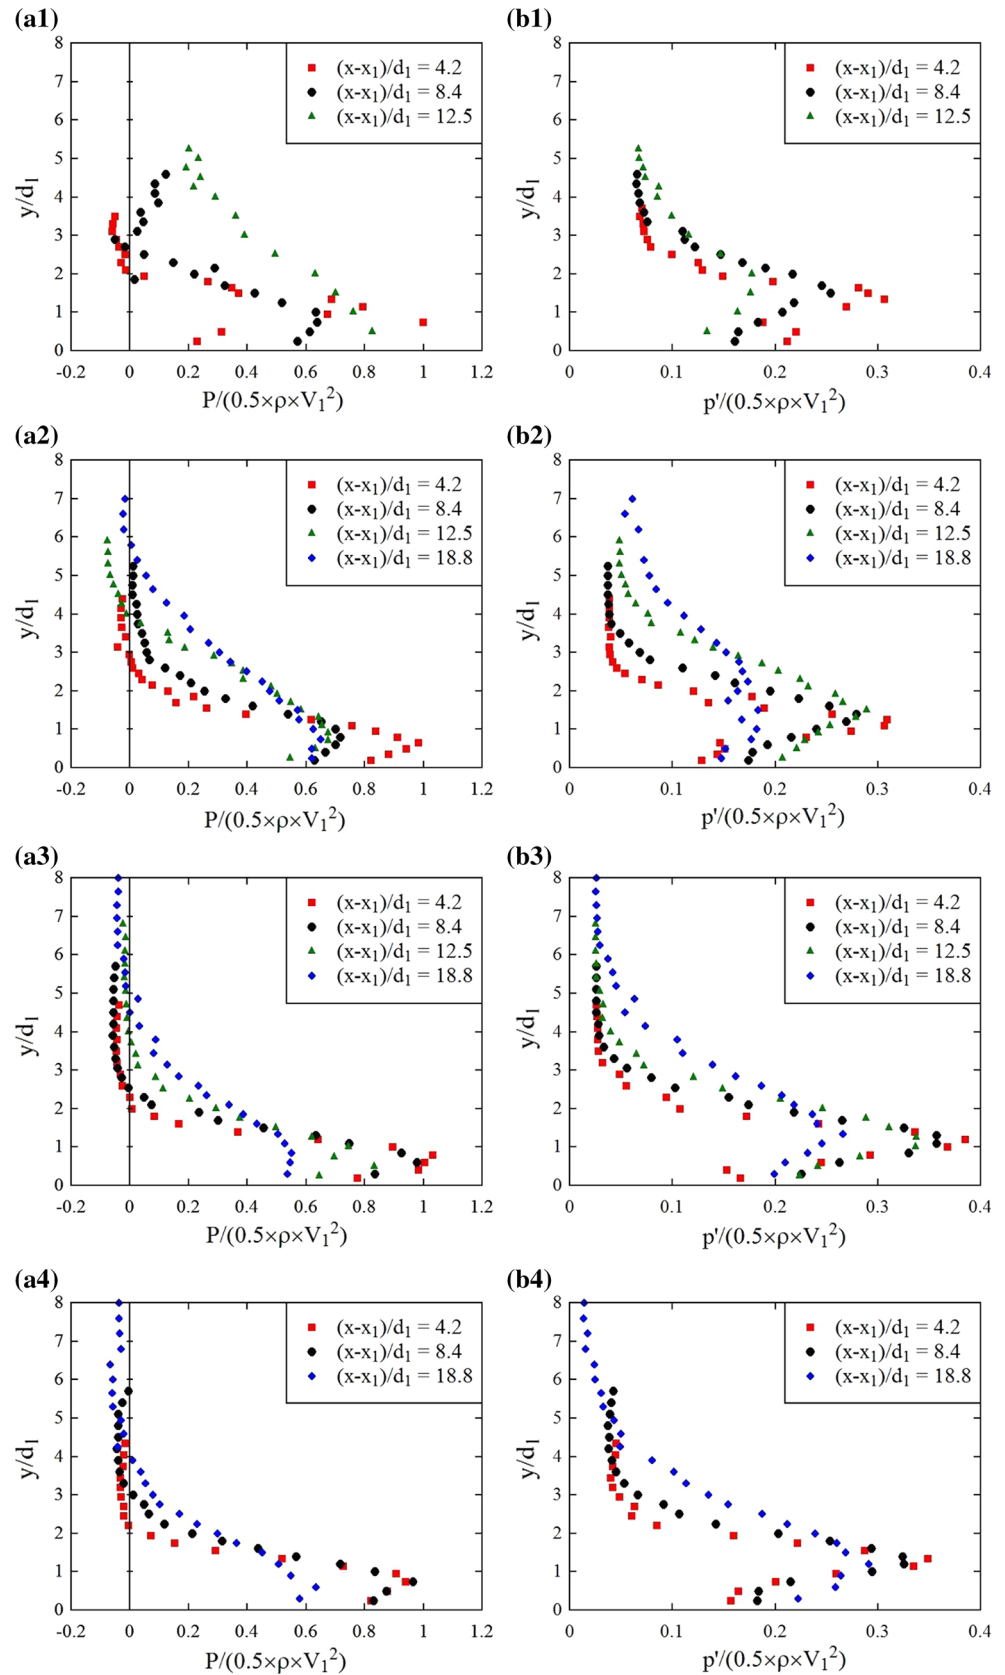 (a1)
8
7
6
5
4
3
2
1
0
y/d₁
(x-x₁)/d₁ = 4.2
(x-x₁)/d₁ = 8.4
(x-x₁)/d₁ = 12.5
-0.2 0 0.2 0.4 0.6 0.8 1 1.2
P/(0.5×ρ×V₁²)
(b1)
8
7
6
5
4
3
2
1
0
y/d₁
(x-x₁)/d₁ = 4.2
(x-x₁)/d₁ = 8.4
(x-x₁)/d₁ = 12.5
0 0.1 0.2 0.3 0.4
p'/(0.5×ρ×V₁²)
(a2)
8
7
6
5
4
3
2
1
0
y/d₁
(x-x₁)/d₁ = 4.2
(x-x₁)/d₁ = 8.4
(x-x₁)/d₁ = 12.5
(x-x₁)/d₁ = 18.8
-0.2 0 0.2 0.4 0.6 0.8 1 1.2
P/(0.5×ρ×V₁²)
(b2)
8
7
6
5
4
3
2
1
0
y/d₁
(x-x₁)/d₁ = 4.2
(x-x₁)/d₁ = 8.4
(x-x₁)/d₁ = 12.5
(x-x₁)/d₁ = 18.8
0 0.1 0.2 0.3 0.4
p'/(0.5×ρ×V₁²)
(a3)
8
7
6
5
4
3
2
1
0
y/d₁
(x-x₁)/d₁ = 4.2
(x-x₁)/d₁ = 8.4
(x-x₁)/d₁ = 12.5
(x-x₁)/d₁ = 18.8
-0.2 0 0.2 0.4 0.6 0.8 1 1.2
P/(0.5×ρ×V₁²)
(b3)
8
7
6
5
4
3
2
1
0
y/d₁
(x-x₁)/d₁ = 4.2
(x-x₁)/d₁ = 8.4
(x-x₁)/d₁ = 12.5
(x-x₁)/d₁ = 18.8
0 0.1 0.2 0.3 0.4
p'/(0.5×ρ×V₁²)
(a4)
8
7
6
5
4
3
2
1
0
y/d₁
(x-x₁)/d₁ = 4.2
(x-x₁)/d₁ = 8.4
(x-x₁)/d₁ = 18.8
-0.2 0 0.2 0.4 0.6 0.8 1 1.2
P/(0.5×ρ×V₁²)
(b4)
8
7
6
5
4
3
2
1
0
y/d₁
(x-x₁)/d₁ = 4.2
(x-x₁)/d₁ = 8.4
(x-x₁)/d₁ = 18.8
0 0.1 0.2 0.3 0.4
p'/(0.5×ρ×V₁²)